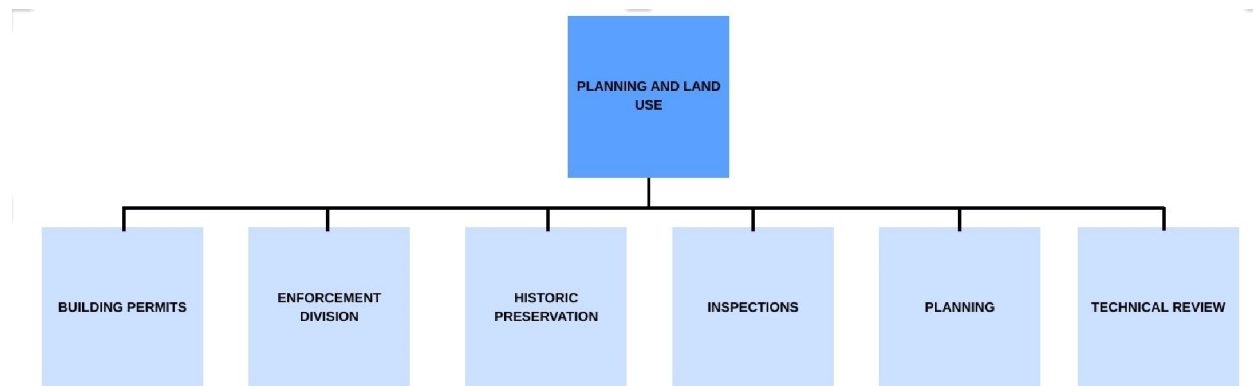 PLANNING AND LAND
USE
BUILDING PERMITS
ENFORCEMENT
DIVISION
HISTORIC
PRESERVATION
INSPECTIONS
PLANNING
TECHNICAL REVIEW